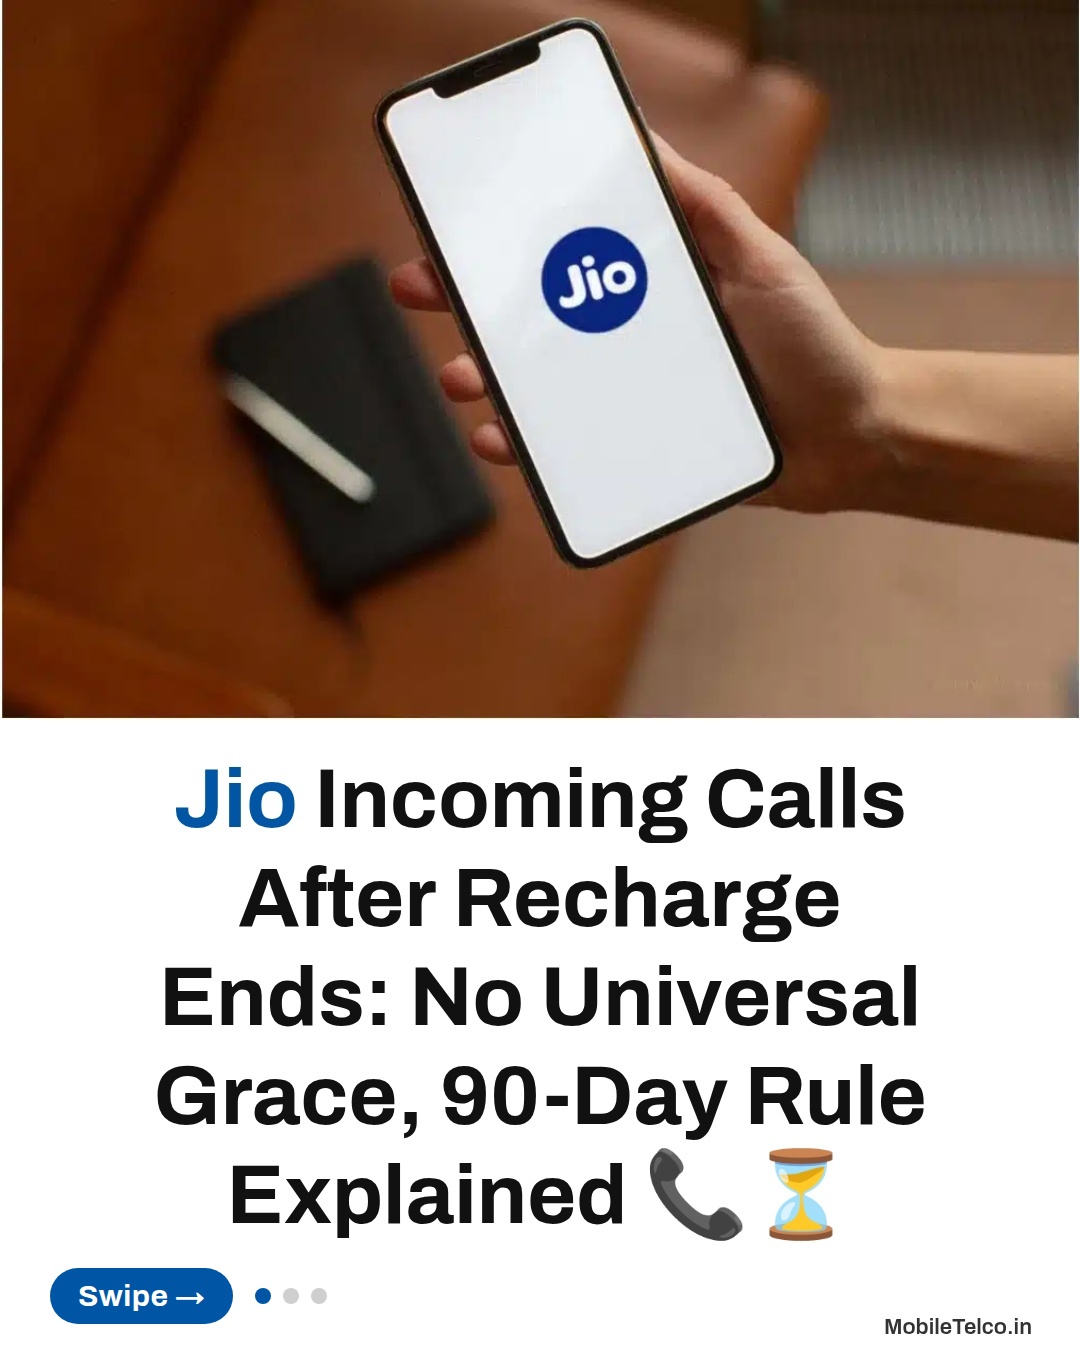 Jio
Jio Incoming Calls
After Recharge
Ends: No Universal
Grace, 90-Day Rule
Explained 📞⏳
Swipe →
MobileTelco.in